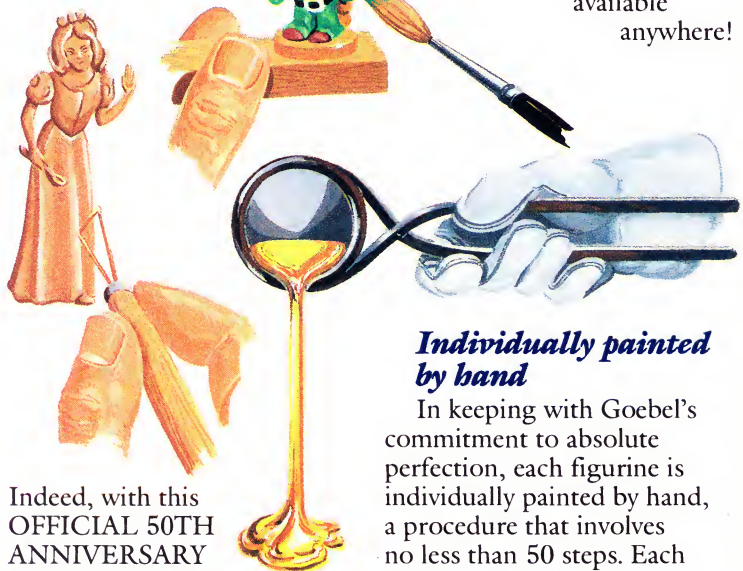 available
anywhere!
Individually painted
by hand
In keeping with Goebel's
commitment to absolute
perfection, each figurine is
individually painted by hand,
a procedure that involves
no less than 50 steps. Each
Indeed, with this
OFFICIAL 50TH
ANNIVERSARY